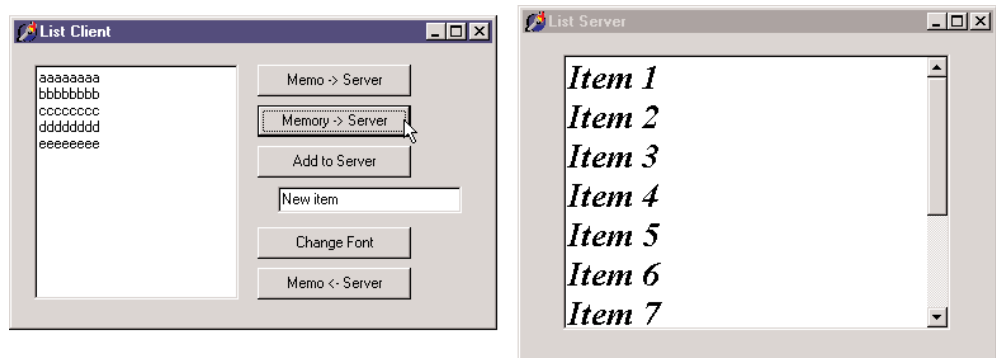 List Client
aaaaaaaa
bbbbbbbb
cccccccc
dddddddd
eeeeeeee
Memo -> Server
Memory -> Server
Add to Server
New item
Change Font
Memo <- Server
List Server
Item 1
Item 2
Item 3
Item 4
Item 5
Item 6
Item 7